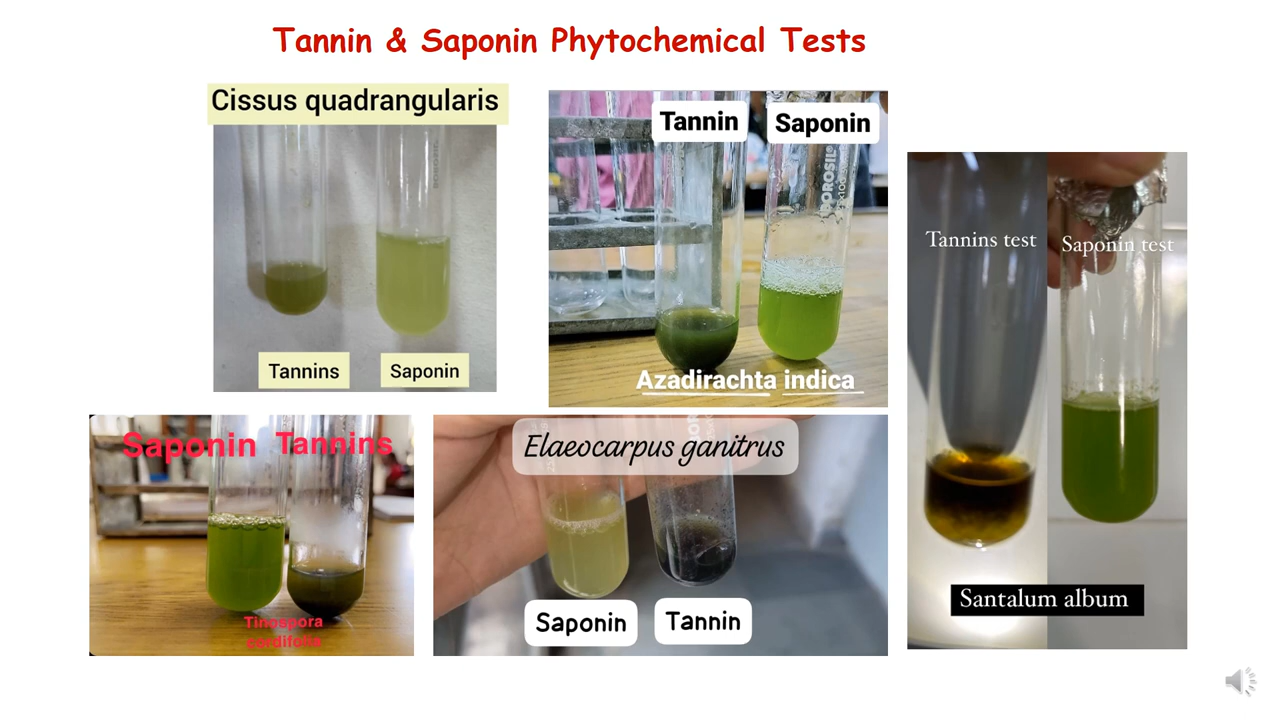 Tannin & Saponin Phytochemical Tests
Cissus quadrangularis
Tannins
Saponin
Tannin
Saponin
BOROSIL®
Azadirachta indica
Tannins test
Saponin test
Santalum album
Saponin
Tannins
Tinospora
cordifolia
Elaeocarpus ganitrus
Saponin
Tannin